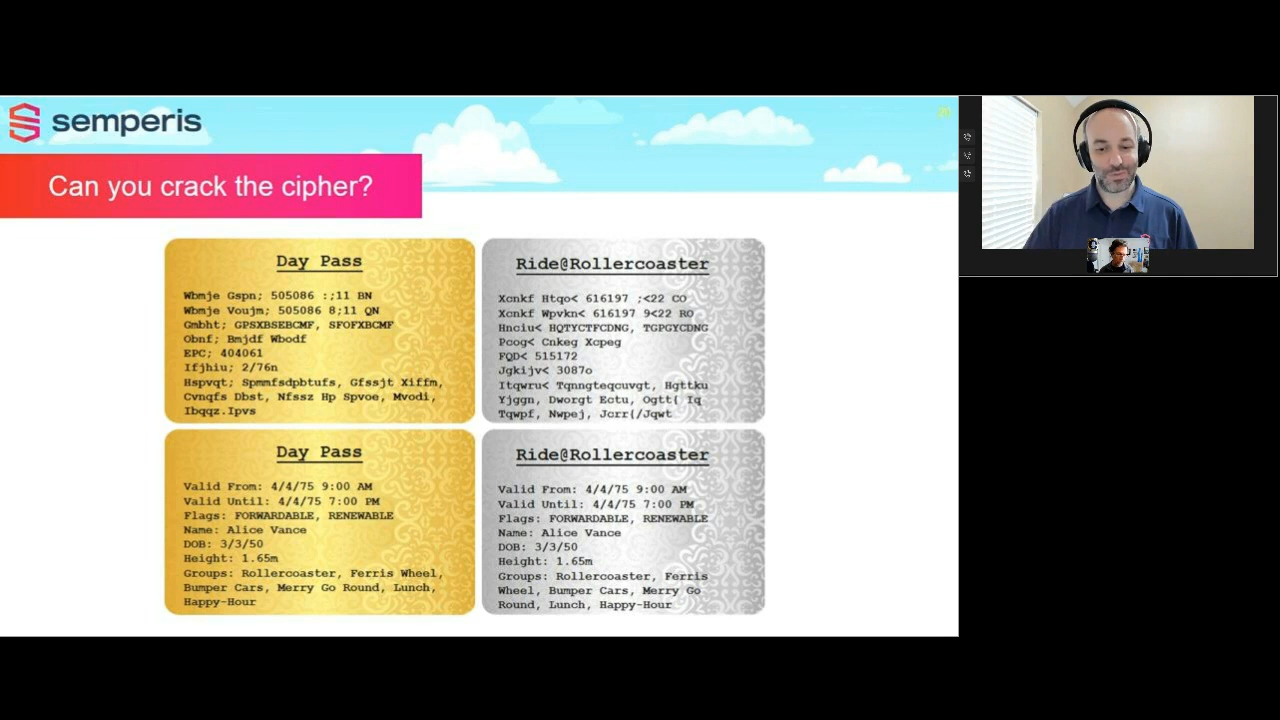 semperis
Can you crack the cipher?
Day Pass
Wbmje Gspn; 505086 :;11 BN
Wbmje Voujm; 505086 8;11 QN
Gmbht; GPSXBSEBCMF, SFOFXBCMF
Obnf; Bmjdf Wbodf
EPC; 404061
Ifjhiu; 2/76n
Hspvqt; Spmmfsdpbtufs, Gfssjt Xiffm,
Cvnqfs Dbst, Nfssz Hp Spvoe, Mvodi,
Ibqqz.Ipvs
Ride@Rollercoaster
Xcnkf Htqo< 616197 ;<22 CO
Xcnkf Wpvkn< 616197 9<22 RO
Hnciu< HQTYCTFCDNG, TGPGYCDNG
Pcog< Cnkeg Xcpeg
FQD< 515172
Jgkijv< 3087o
Itqwru< Tqnngteqcuvgt, Hgttku
Yjggn, Dworgt Ectu, Ogtt{ Iq
Tqwpf, Nwpej, Jcrr{/Jqwt
Day Pass
Valid From: 4/4/75 9:00 AM
Valid Until: 4/4/75 7:00 PM
Flags: FORWARDABLE, RENEWABLE
Name: Alice Vance
DOB: 3/3/50
Height: 1.65m
Groups: Rollercoaster, Ferris Wheel,
Bumper Cars, Merry Go Round, Lunch,
Happy-Hour
Ride@Rollercoaster
Valid From: 4/4/75 9:00 AM
Valid Until: 4/4/75 7:00 PM
Flags: FORWARDABLE, RENEWABLE
Name: Alice Vance
DOB: 3/3/50
Height: 1.65m
Groups: Rollercoaster, Ferris
Wheel, Bumper Cars, Merry Go
Round, Lunch, Happy-Hour